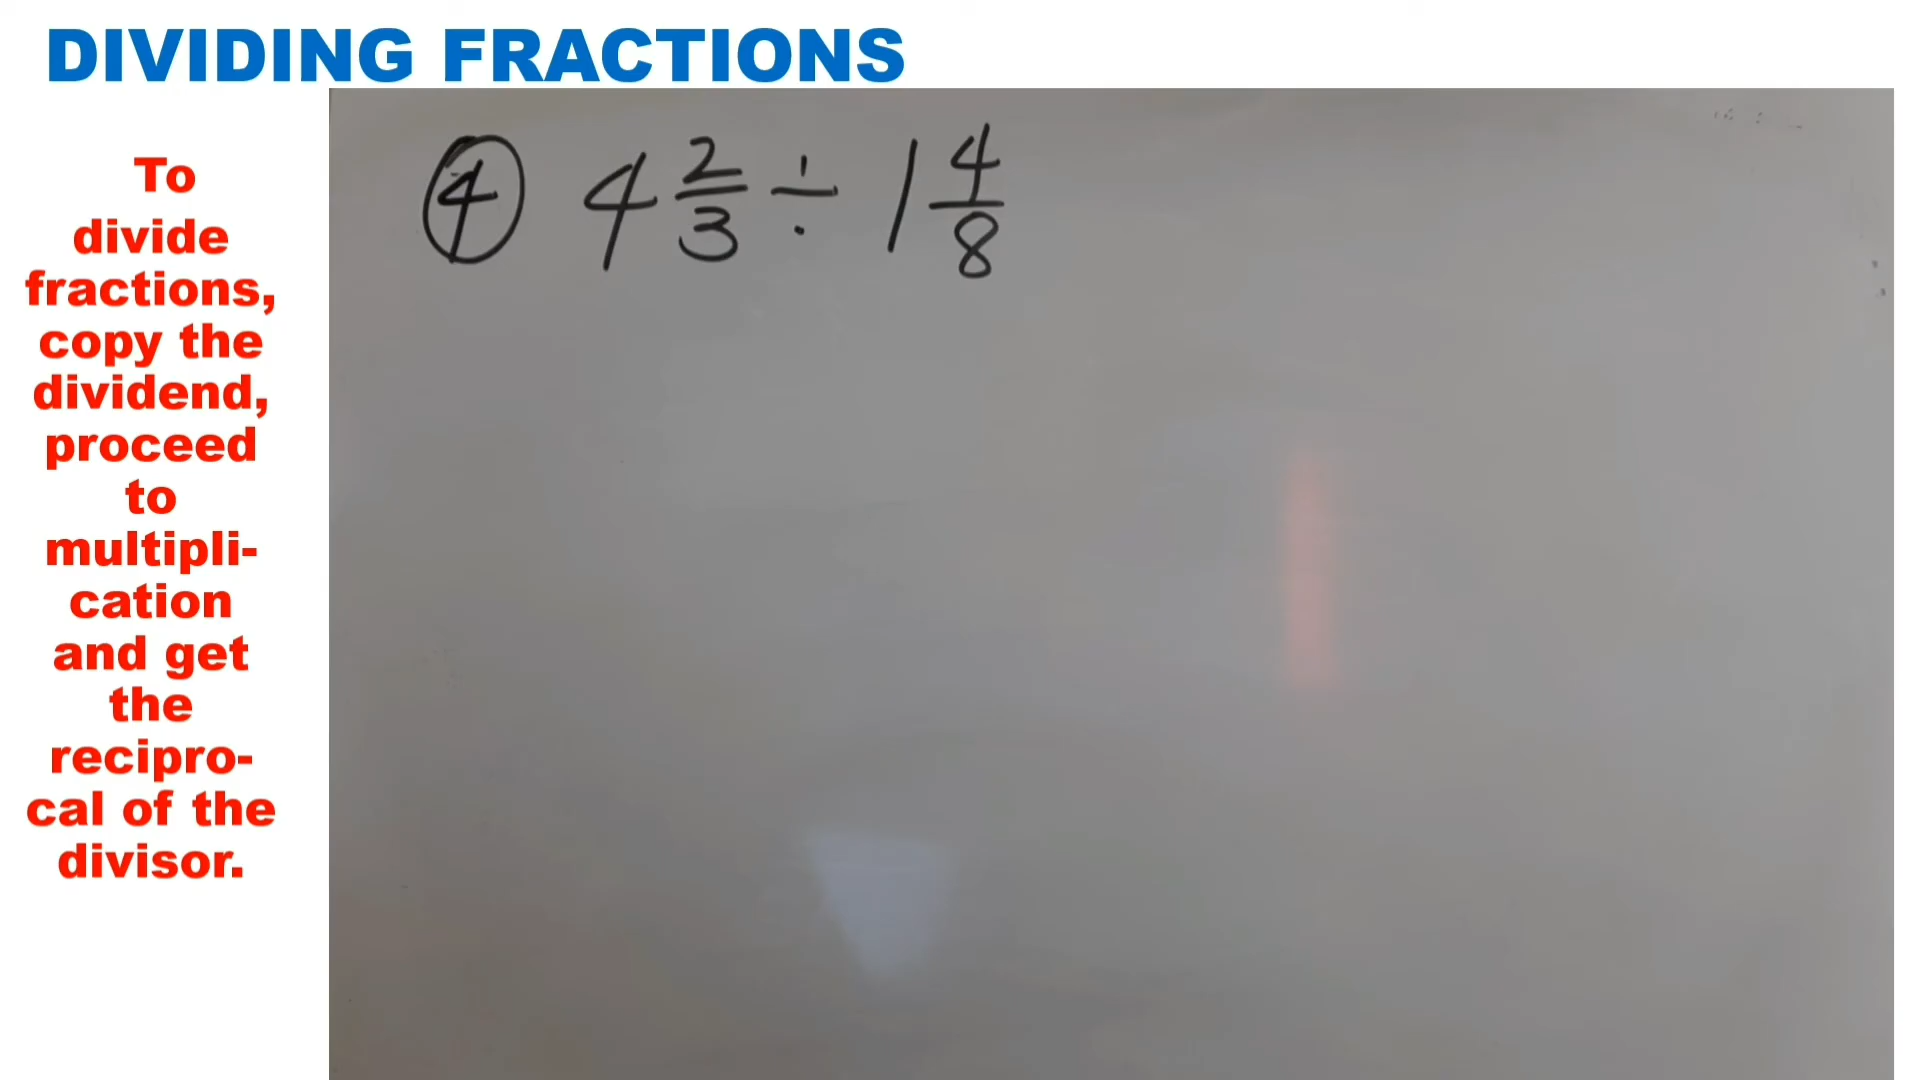 DIVIDING FRACTIONS
To
divide
fractions,
copy the
dividend,
proceed
to
multipli-
cation
and get
the
recipro-
cal of the
divisor.
④ 4 2/3 ÷ 1 4/8